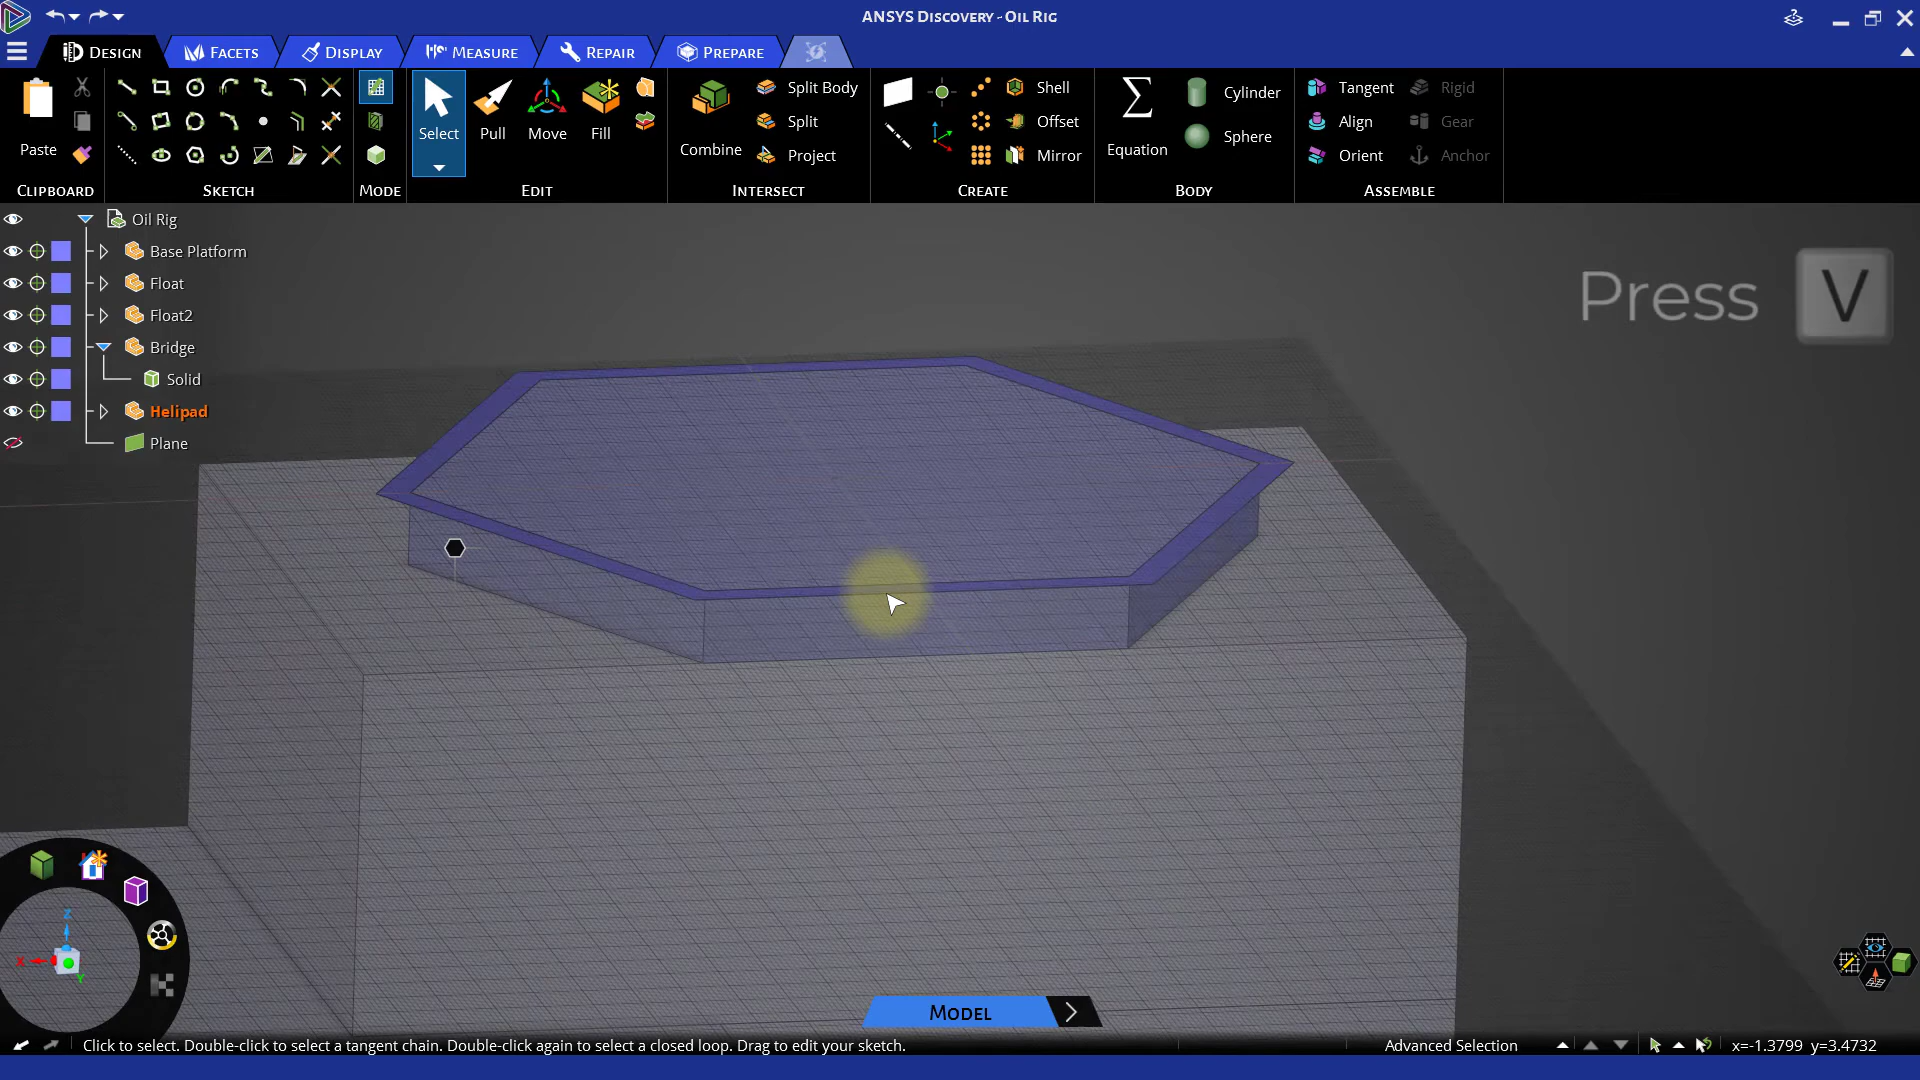 ANSYS Discovery - Oil Rig
Design Facets Display Measure Repair Prepare
Paste Select Pull Move Fill Combine Split Body Split Project Shell Offset Mirror Equation Cylinder Sphere Tangent Align Orient Rigid Gear Anchor
Clipboard Sketch Mode Edit Intersect Create Body Assemble
Oil Rig
Base Platform
Float
Float2
Bridge
Solid
Helipad
Plane
Press V
Z
X
Y
Model
Click to select. Double-click to select a tangent chain. Double-click again to select a closed loop. Drag to edit your sketch. Advanced Selection x=-1.3799 y=3.4732